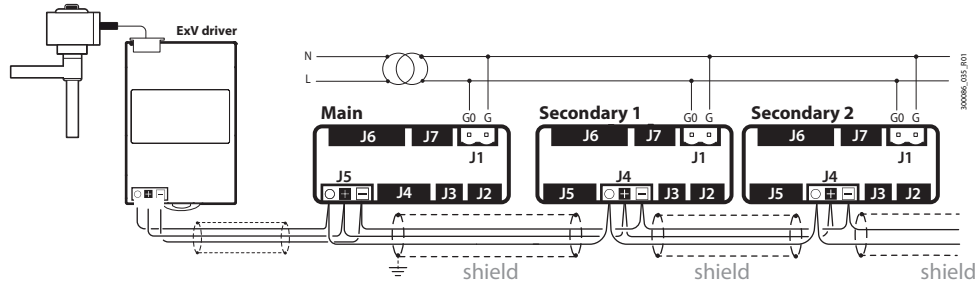 ExV driver
N
L
300086_035_R01
Main
Secondary 1
Secondary 2
G0 G
G0 G
G0 G
J6 J7
J1
J6 J7
J1
J6 J7
J1
J5
J4 J3 J2
J4
J5 J3 J2
J4
J5 J3 J2
shield
shield
shield